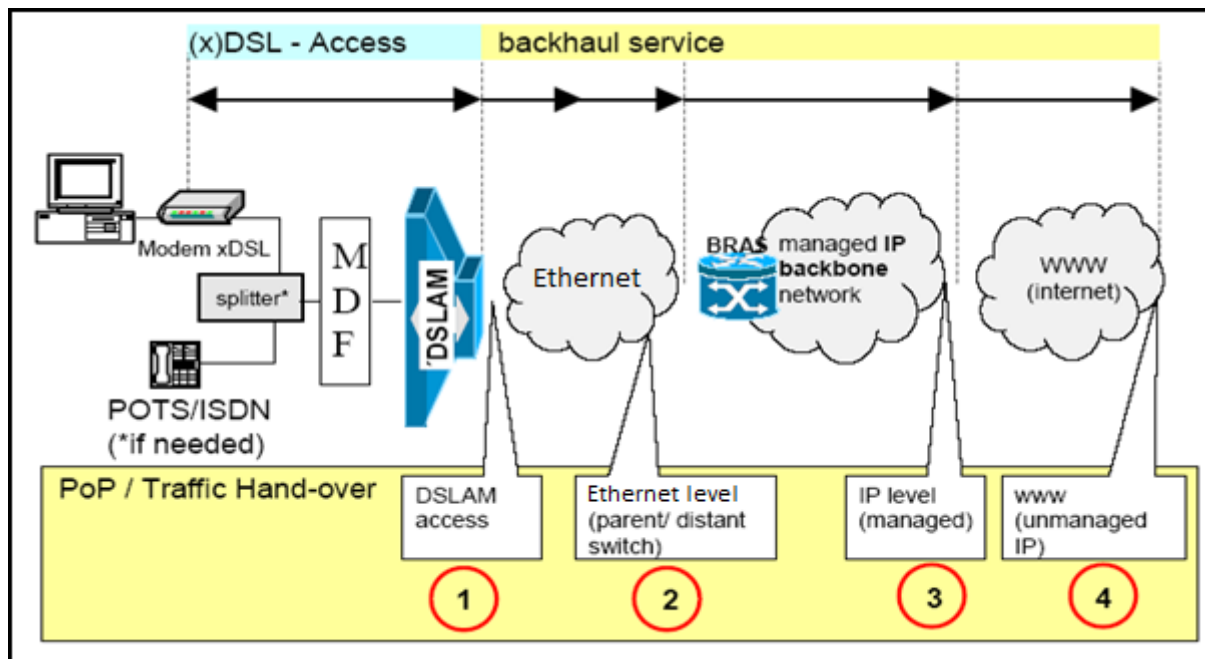 (x)DSL - Access
backhaul service
Modem xDSL
splitter*
POTS/ISDN
(*if needed)
M
D
F
DSLAM
Ethernet
BRAS
managed IP
backbone
network
WWW
(internet)
PoP / Traffic Hand-over
DSLAM
access
Ethernet level
(parent/ distant
switch)
IP level
(managed)
www
(unmanaged
IP)
1
2
3
4